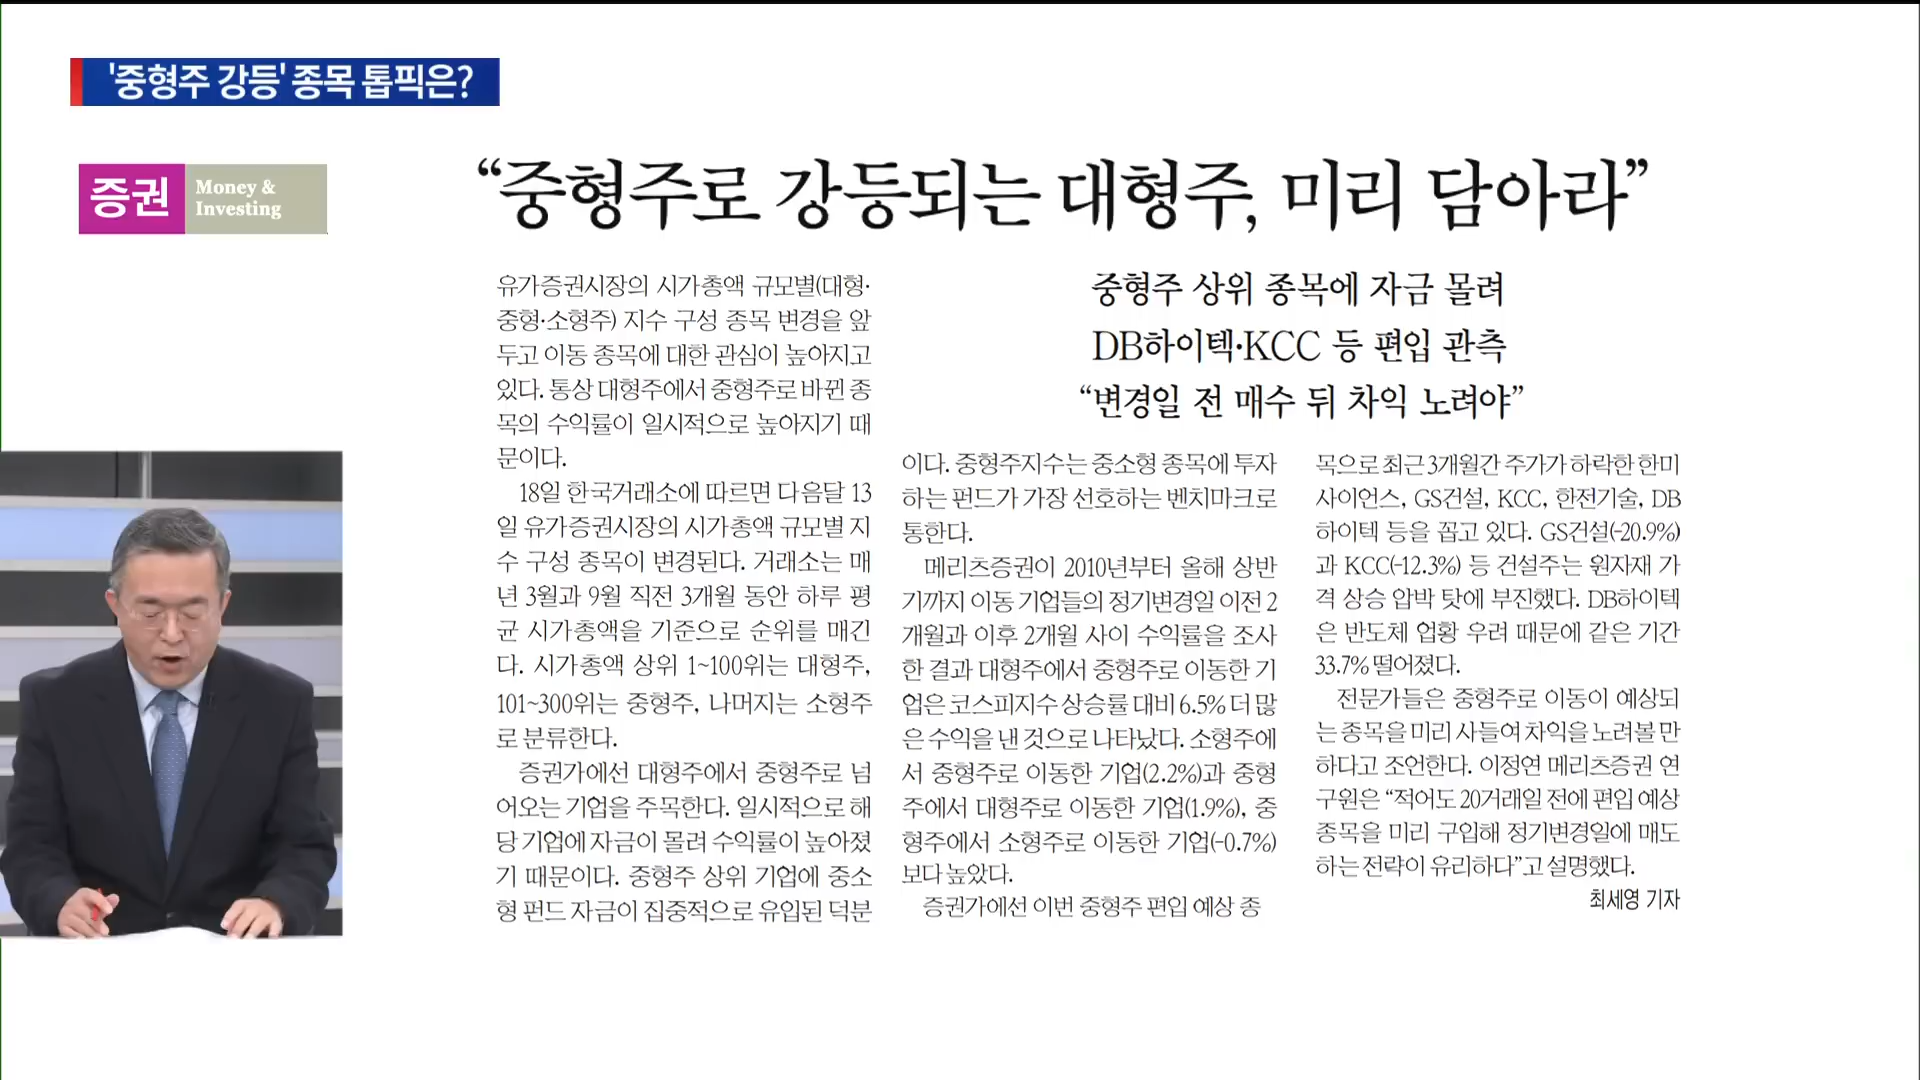 '중형주 강등' 종목 톱픽은?
증권
Money &
Investing
“중형주로 강등되는 대형주, 미리 담아라”
중형주 상위 종목에 자금 몰려
DB하이텍·KCC 등 편입 관측
“변경일 전 매수 뒤 차익 노려야”
유가증권시장의 시가총액 규모별(대형·
중형·소형주) 지수 구성 종목 변경을 앞
두고 이동 종목에 대한 관심이 높아지고
있다. 통상 대형주에서 중형주로 바뀐 종
목의 수익률이 일시적으로 높아지기 때
문이다.
18일 한국거래소에 따르면 다음달 13
일 유가증권시장의 시가총액 규모별 지
수 구성 종목이 변경된다. 거래소는 매
년 3월과 9월 직전 3개월 동안 하루 평
균 시가총액을 기준으로 순위를 매긴
다. 시가총액 상위 1~100위는 대형주,
101~300위는 중형주, 나머지는 소형주
로 분류한다.
증권가에선 대형주에서 중형주로 넘
어오는 기업을 주목한다. 일시적으로 해
당 기업에 자금이 몰려 수익률이 높아졌
기 때문이다. 중형주 상위 기업에 중소
형 펀드 자금이 집중적으로 유입된 덕분
이다. 중형주지수는 중소형 종목에 투자
하는 펀드가 가장 선호하는 벤치마크로
통한다.
메리츠증권이 2010년부터 올해 상반
기까지 이동 기업들의 정기변경일 이전 2
개월과 이후 2개월 사이 수익률을 조사
한 결과 대형주에서 중형주로 이동한 기
업은 코스피지수 상승률 대비 6.5% 더 많
은 수익을 낸 것으로 나타났다. 소형주에
서 중형주로 이동한 기업(2.2%)과 중형
주에서 대형주로 이동한 기업(1.9%), 중
형주에서 소형주로 이동한 기업(-0.7%)
보다 높았다.
증권가에선 이번 중형주 편입 예상 종
목으로 최근 3개월간 주가가 하락한 한미
사이언스, GS건설, KCC, 한전기술, DB
하이텍 등을 꼽고 있다. GS건설(-20.9%)
과 KCC(-12.3%) 등 건설주는 원자재 가
격 상승 압박 탓에 부진했다. DB하이텍
은 반도체 업황 우려 때문에 같은 기간
33.7% 떨어졌다.
전문가들은 중형주로 이동이 예상되
는 종목을 미리 사들여 차익을 노려볼 만
하다고 조언한다. 이정연 메리츠증권 연
구원은 “적어도 20거래일 전에 편입 예상
종목을 미리 구입해 정기변경일에 매도
하는 전략이 유리하다”고 설명했다.
최세영 기자